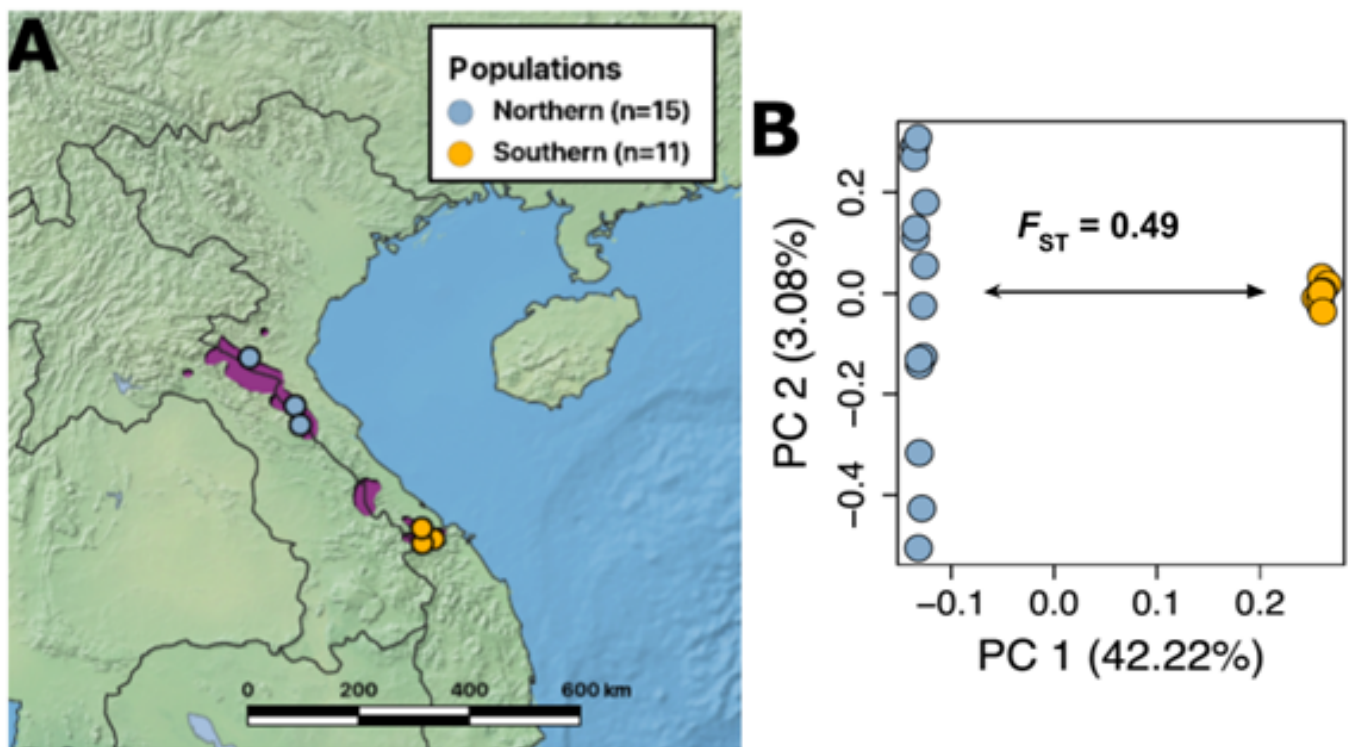 A
Populations
Northern (n=15)
Southern (n=11)
0 200 400 600 km
B
F_ST = 0.49
PC 2 (3.08%)
0.2
0.0
−0.2
−0.4
−0.1 0.0 0.1 0.2
PC 1 (42.22%)